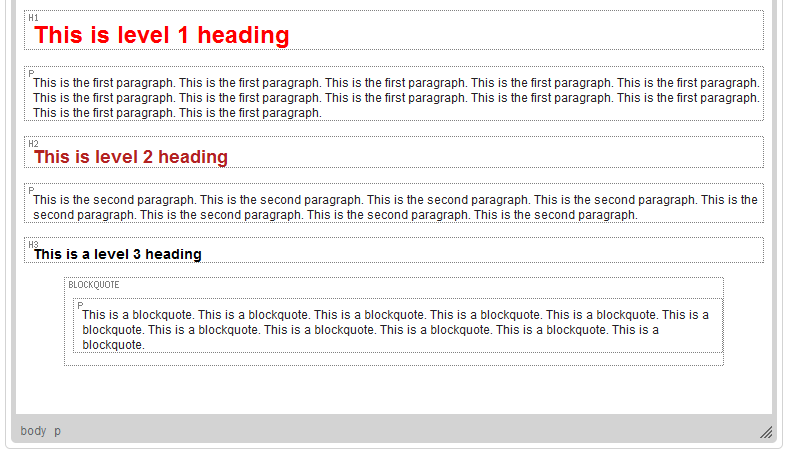 H1
This is level 1 heading
P
This is the first paragraph. This is the first paragraph. This is the first paragraph. This is the first paragraph. This is the first paragraph.
This is the first paragraph. This is the first paragraph. This is the first paragraph. This is the first paragraph. This is the first paragraph.
This is the first paragraph. This is the first paragraph.
H2
This is level 2 heading
P
This is the second paragraph. This is the second paragraph. This is the second paragraph. This is the second paragraph. This is the
second paragraph. This is the second paragraph. This is the second paragraph. This is the second paragraph.
H3
This is a level 3 heading
BLOCKQUOTE
P
This is a blockquote. This is a blockquote. This is a blockquote. This is a blockquote. This is a blockquote. This is a
blockquote. This is a blockquote. This is a blockquote. This is a blockquote. This is a blockquote. This is a
blockquote.
body p